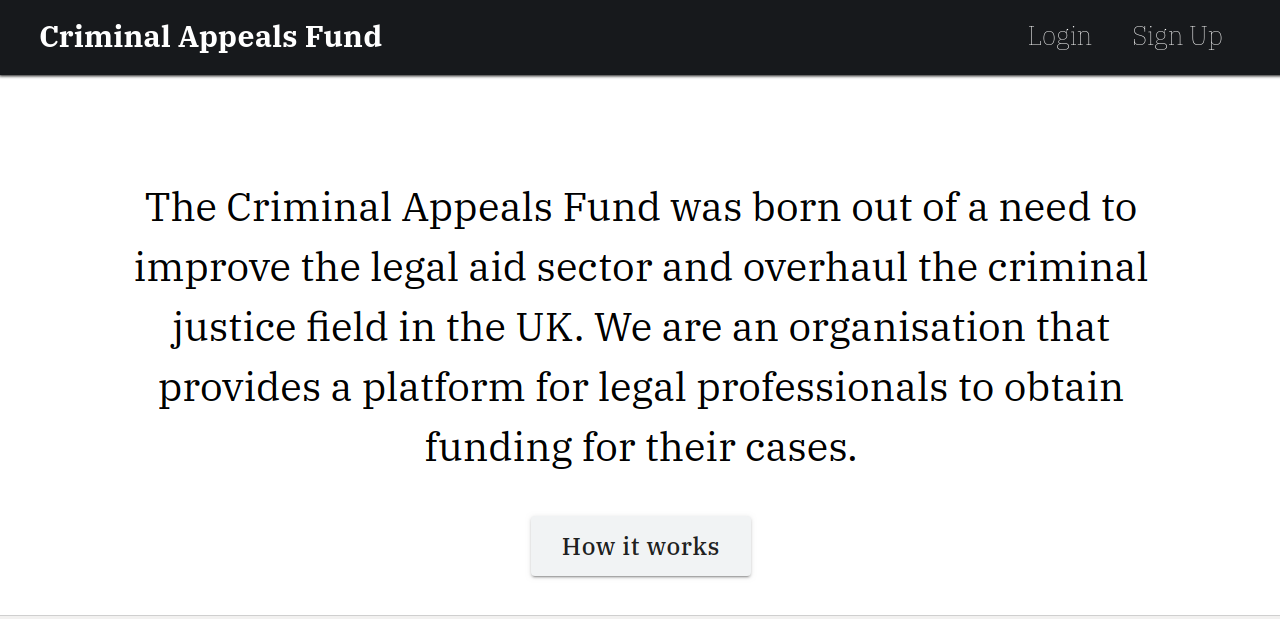 Criminal Appeals Fund
Login
Sign Up
The Criminal Appeals Fund was born out of a need to
improve the legal aid sector and overhaul the criminal
justice field in the UK. We are an organisation that
provides a platform for legal professionals to obtain
funding for their cases.
How it works